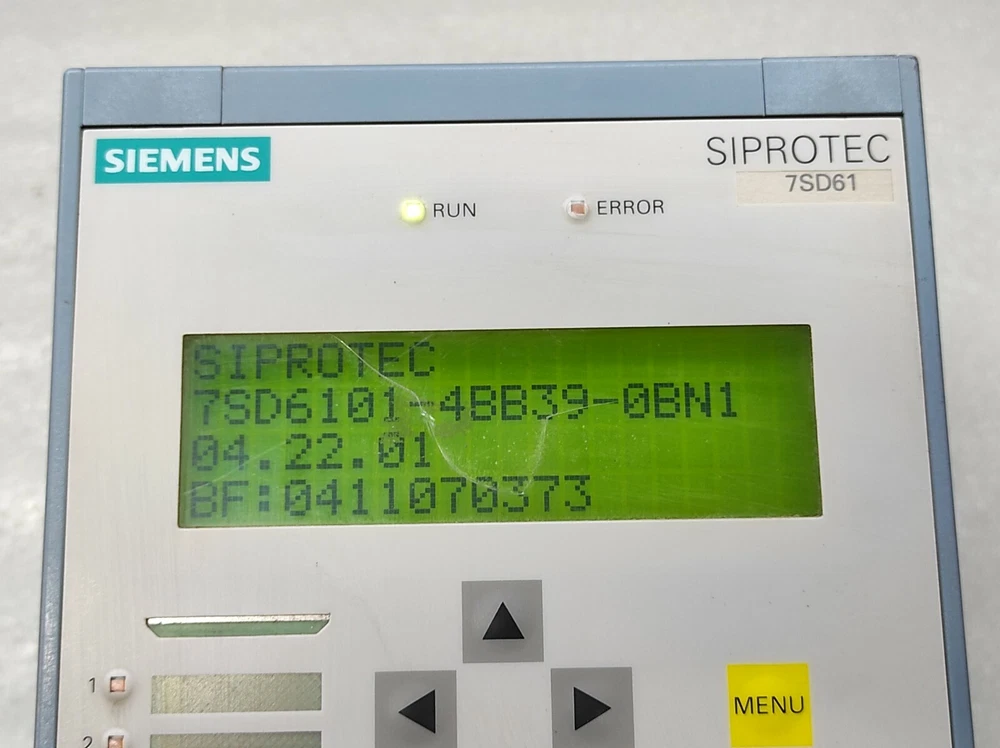 SIEMENS
SIPROTEC
7SD61
RUN
ERROR
SIPROTEC
7SD6101-4BB39-0BN1
04.22.01
BF:0411070373
1
MENU
2